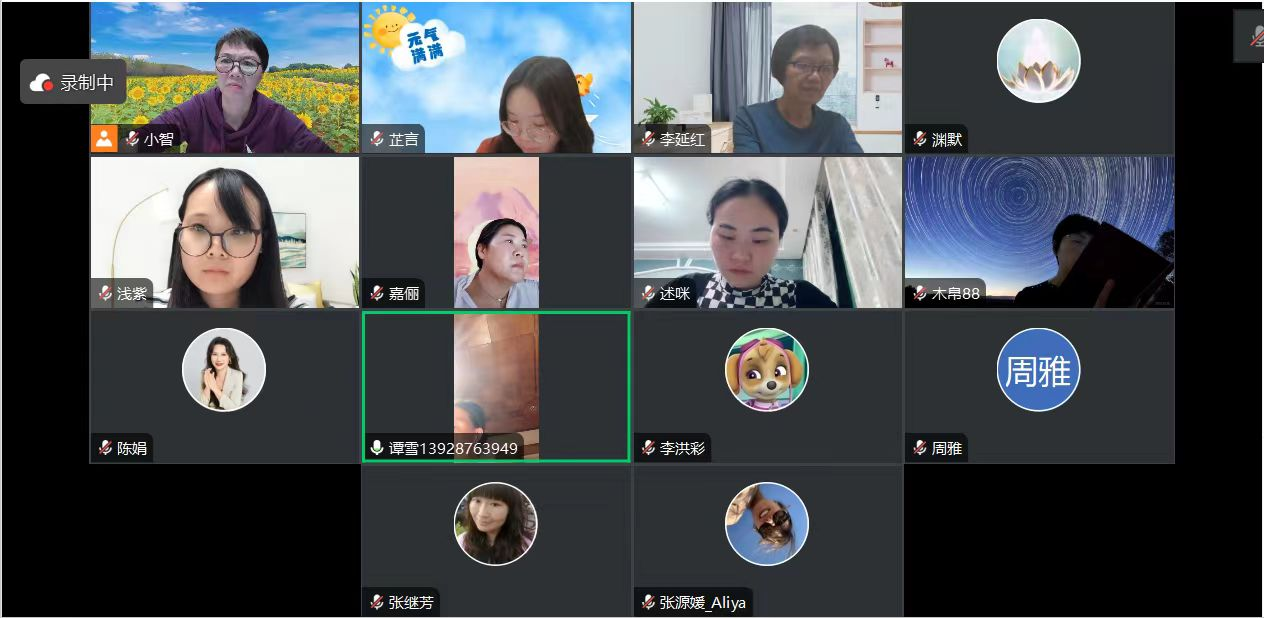 录制中
元气
满满
小智
芷言
李延红
渊默
浅紫
嘉俪
述咪
木帛88
陈娟
谭雪13928763949
李洪彩
周雅
周雅
张继芳
张源媛_Aliya